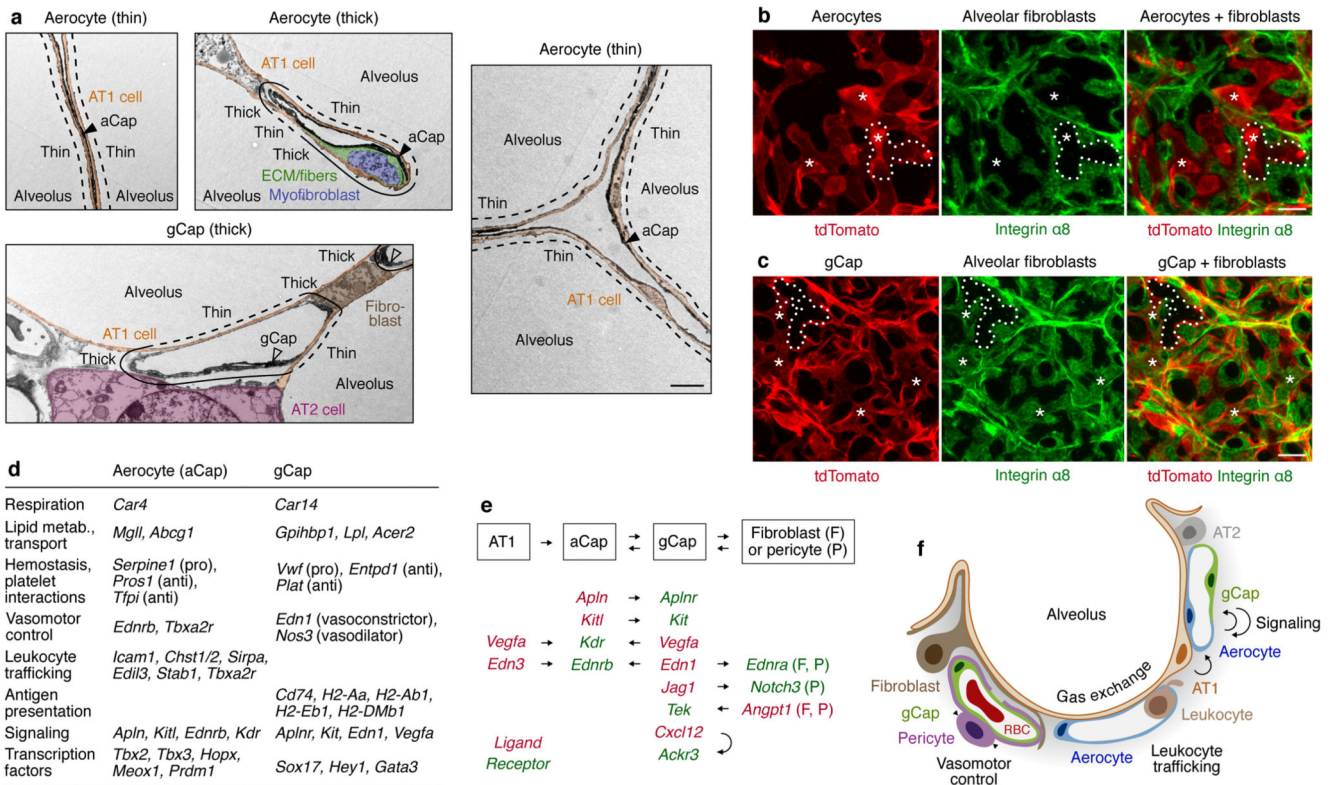 a
Aerocyte (thin)
AT1 cell
aCap
Thin
Thin
Alveolus
Alveolus
Aerocyte (thick)
AT1 cell
Alveolus
Thick
Thin
Thin
aCap
Thick
ECM/fibers
Alveolus
Myofibroblast
gCap (thick)
Thick
Alveolus
Thick
Thin
Fibro-
blast
AT1 cell
gCap
Thick
Thin
Alveolus
AT2 cell
Aerocyte (thin)
Alveolus
Thin
Alveolus
Thin
aCap
Thin
AT1 cell
Alveolus
b
Aerocytes
Alveolar fibroblasts
Aerocytes + fibroblasts
tdTomato
Integrin α8
tdTomato Integrin α8
c
gCap
Alveolar fibroblasts
gCap + fibroblasts
tdTomato
Integrin α8
tdTomato Integrin α8
d
Aerocyte (aCap) gCap
Respiration Car4 Car14
Lipid metab.,
transport
Mgll, Abcg1
Gpihbp1, Lpl, Acer2
Hemostasis,
platelet
interactions
Serpine1 (pro),
Pros1 (anti),
Tfpi (anti)
Vwf (pro), Entpd1 (anti),
Plat (anti)
Vasomotor
control
Ednrb, Tbxa2r
Edn1 (vasoconstrictor),
Nos3 (vasodilator)
Leukocyte
trafficking
Icam1, Chst1/2, Sirpa,
Edil3, Stab1, Tbxa2r
Antigen
presentation
Cd74, H2-Aa, H2-Ab1,
H2-Eb1, H2-DMb1
Signaling Apln, Kitl, Ednrb, Kdr Aplnr, Kit, Edn1, Vegfa
Transcription
factors
Tbx2, Tbx3, Hopx,
Meox1, Prdm1
Sox17, Hey1, Gata3
e
AT1 → aCap ⇄ gCap ⇄ Fibroblast (F)
or pericyte (P)
Apln → Aplnr
Kitl → Kit
Vegfa → Kdr ← Vegfa
Edn3 → Ednrb ← Edn1 → Ednra (F, P)
Jag1 → Notch3 (P)
Tek ← Angpt1 (F, P)
Cxcl12
Ackr3
Ligand
Receptor
f
AT2
gCap
Alveolus
Signaling
Aerocyte
Gas exchange
AT1
Fibroblast
Leukocyte
gCap
RBC
Pericyte
Aerocyte
Leukocyte
trafficking
Vasomotor
control